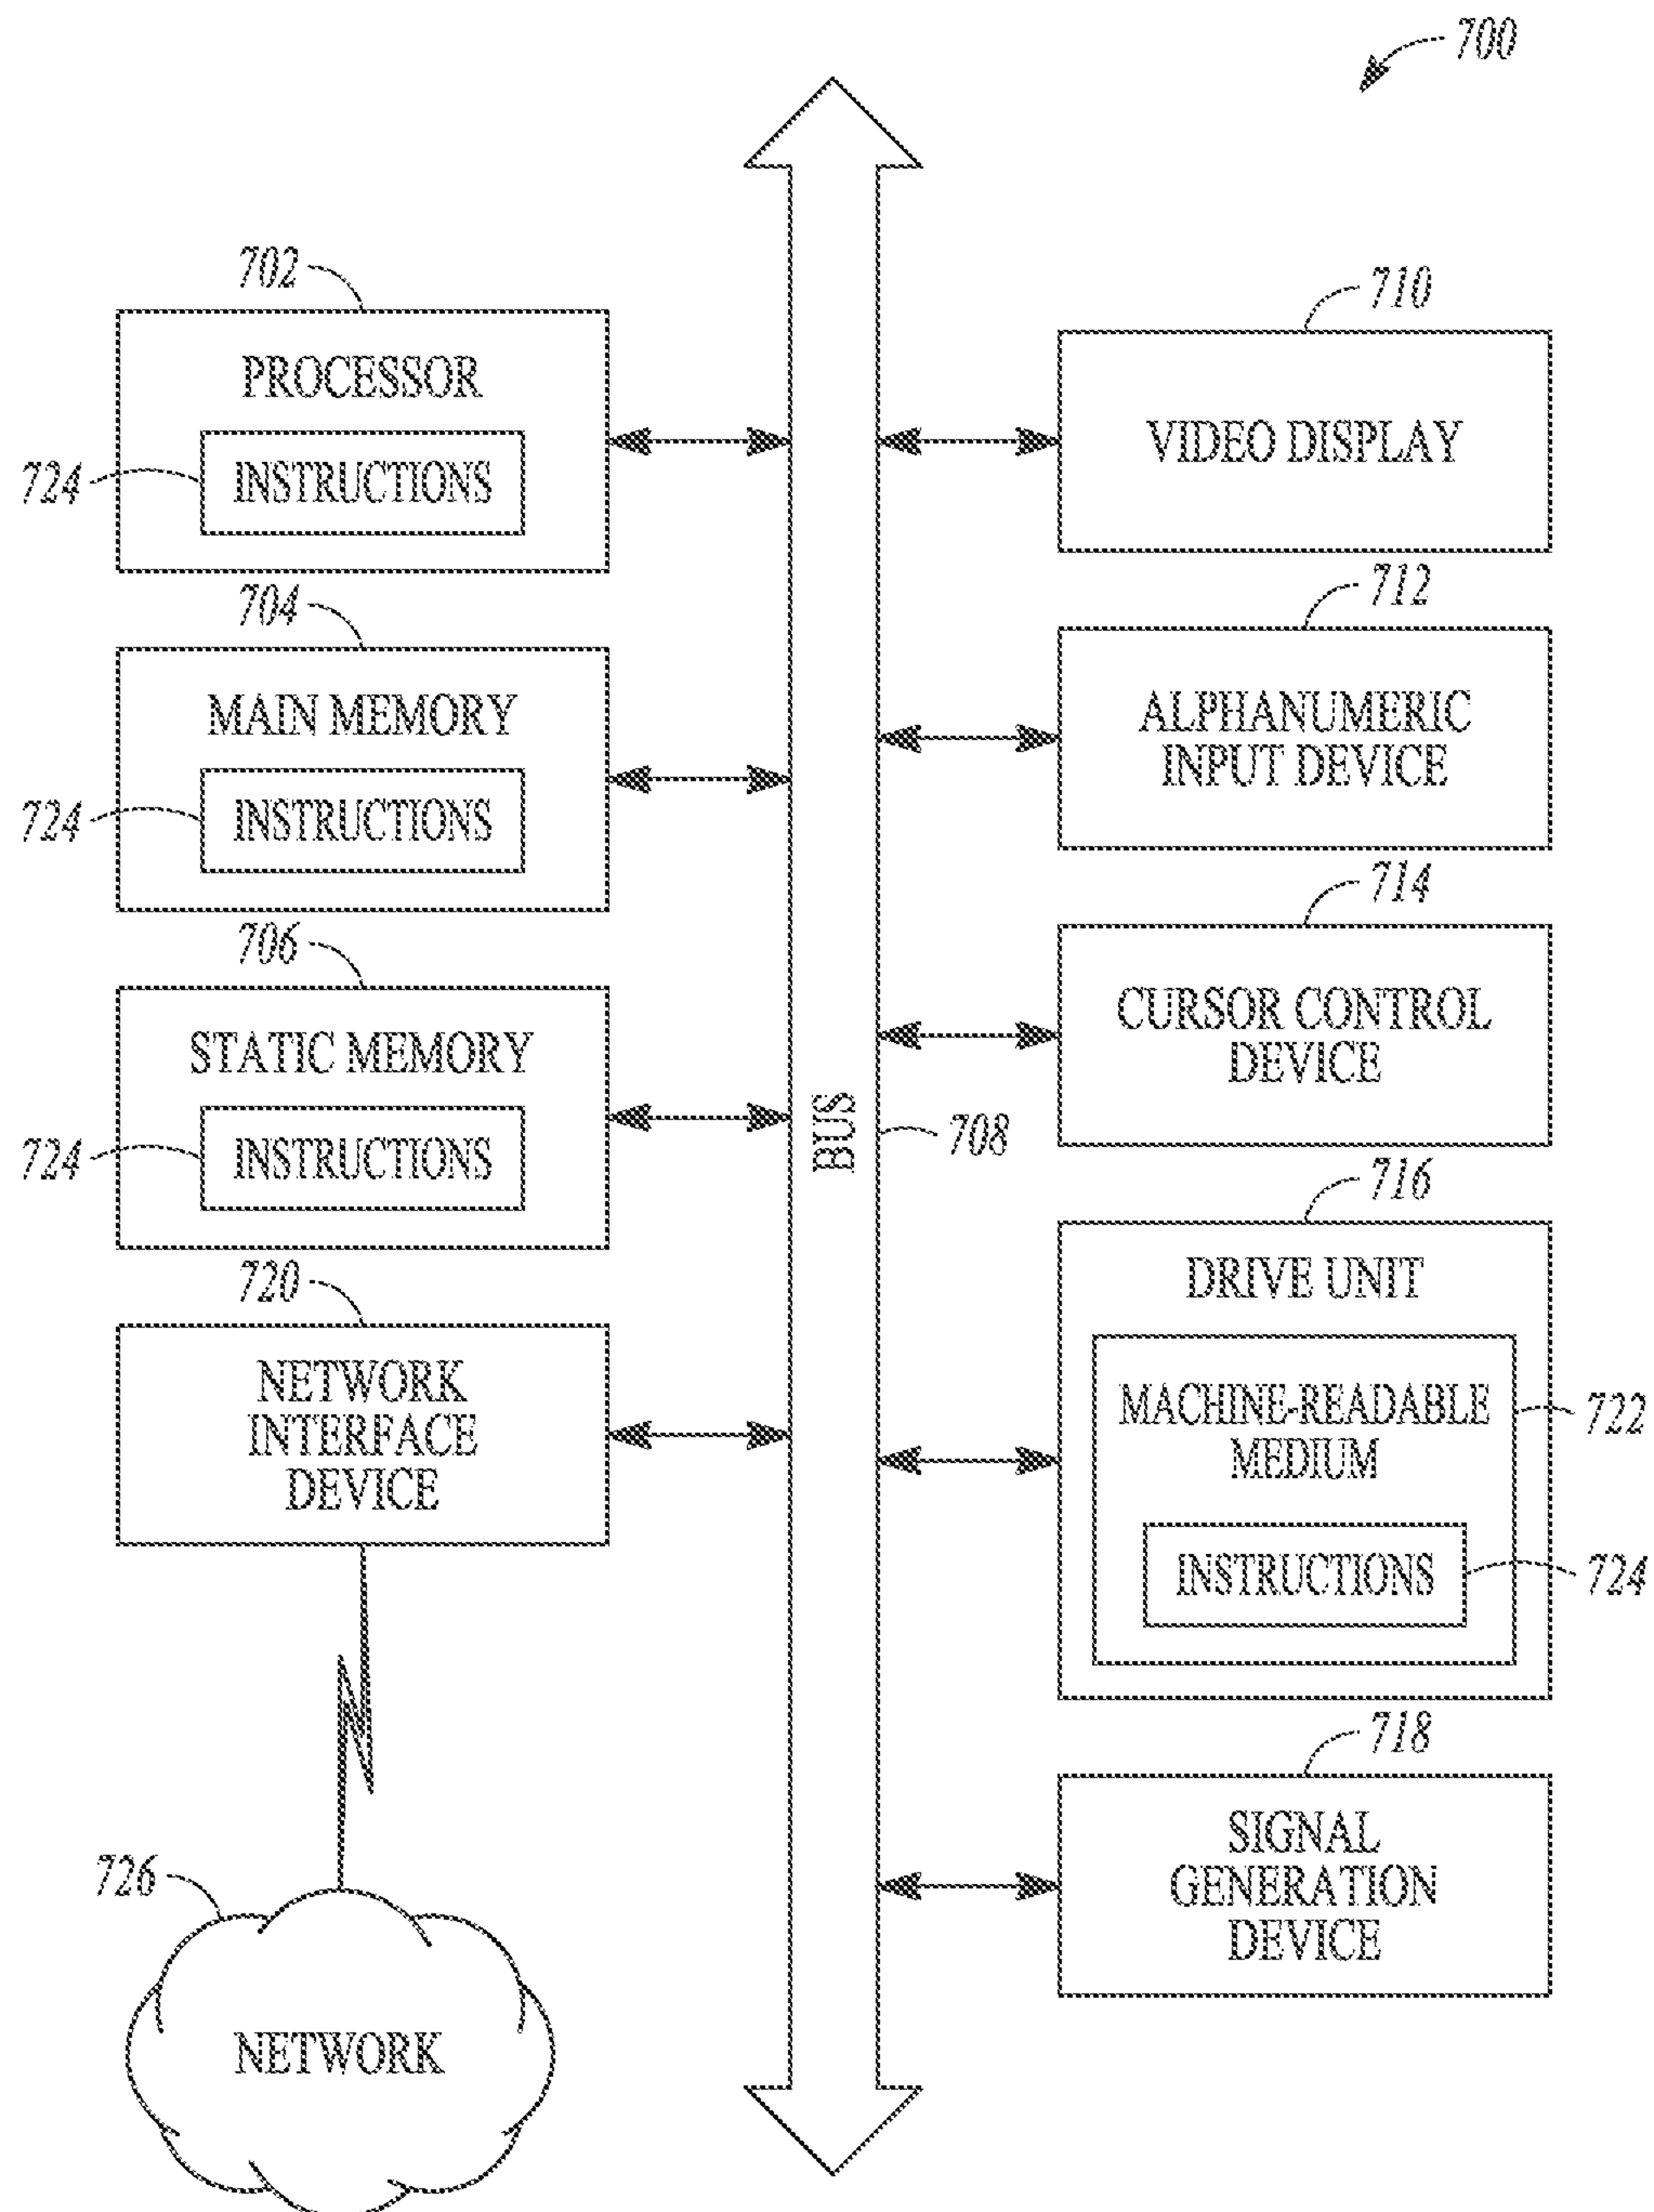 700
702
PROCESSOR
724
INSTRUCTIONS
704
MAIN MEMORY
724
INSTRUCTIONS
706
STATIC MEMORY
724
INSTRUCTIONS
720
NETWORK
INTERFACE
DEVICE
726
NETWORK
BUS
708
710
VIDEO DISPLAY
712
ALPHANUMERIC
INPUT DEVICE
714
CURSOR CONTROL
DEVICE
716
DRIVE UNIT
MACHINE-READABLE
MEDIUM
722
INSTRUCTIONS
724
718
SIGNAL
GENERATION
DEVICE